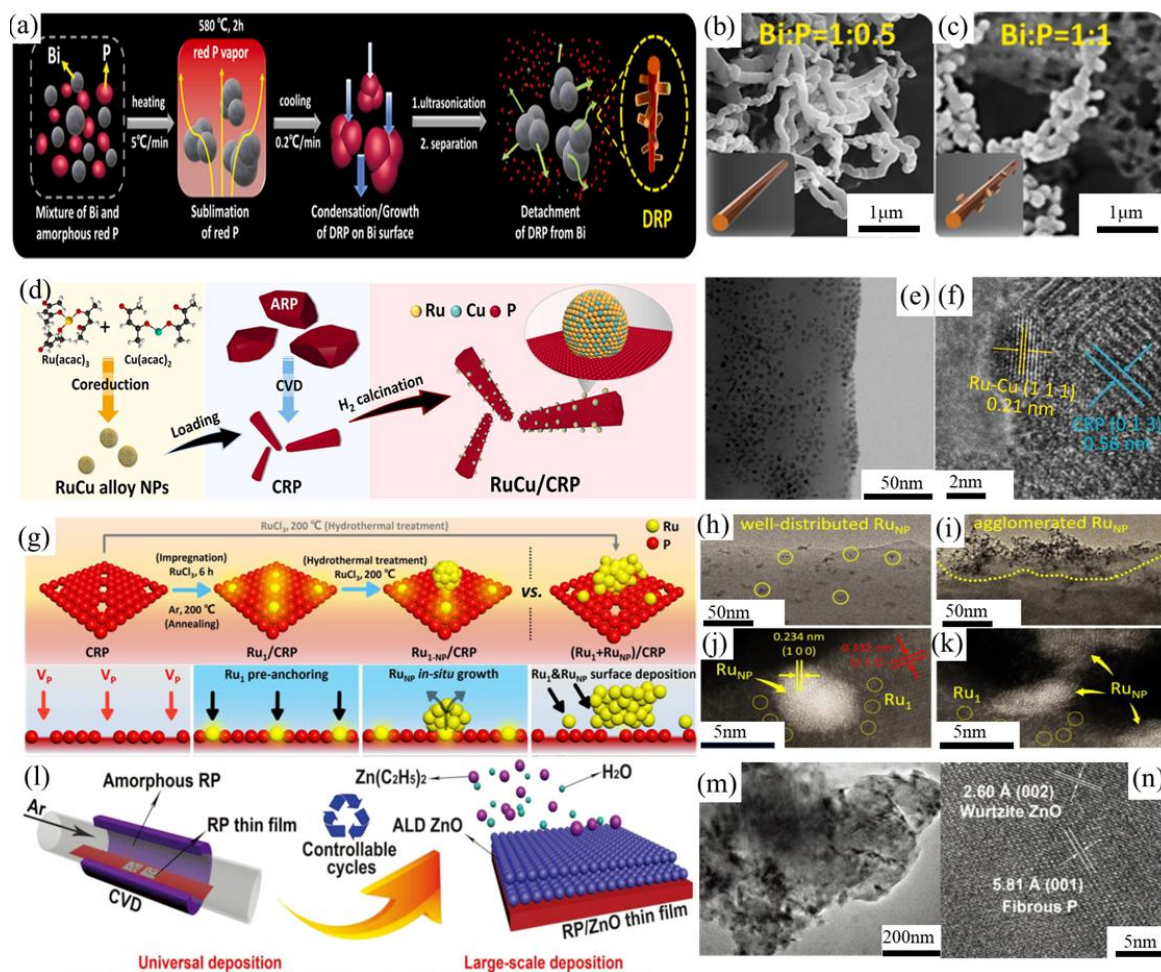 (a)
580 ℃, 2h
Bi
P
red P vapor
heating
5℃/min
cooling
0.2℃/min
1.ultrasonication
2. separation
DRP
Mixture of Bi and
amorphous red P
Sublimation
of red P
Condensation/Growth
of DRP on Bi surface
Detachment
of DRP from Bi
(b)
Bi:P=1:0.5
1μm
(c)
Bi:P=1:1
1μm
(d)
Ru(acac)3
Cu(acac)2
Coreduction
RuCu alloy NPs
Loading
ARP
CVD
CRP
H2 calcination
Ru
Cu
P
RuCu/CRP
(e)
50nm
(f)
Ru-Cu (1 1 1)
0.21 nm
CRP (0 1 3)
0.56 nm
2nm
(g)
RuCl3, 200 ℃ (Hydrothermal treatment)
Ru
P
(Impregnation)
RuCl3, 6 h
Ar, 200 ℃
(Annealing)
(Hydrothermal treatment)
RuCl3, 200℃
vs.
CRP
Ru1/CRP
Ru1-NP/CRP
(Ru1+RuNP)/CRP
VP
VP
VP
Ru1 pre-anchoring
RuNP in-situ growth
Ru1&RuNP surface deposition
(h)
well-distributed RuNP
50nm
(i)
agglomerated RuNP
50nm
(j)
0.234 nm
(1 0 0)
RuNP
Ru1
5nm
(k)
Ru1
RuNP
5nm
(l)
Amorphous RP
Ar
RP thin film
CVD
Universal deposition
Controllable
cycles
Zn(C2H5)2
H2O
ALD ZnO
RP/ZnO thin film
Large-scale deposition
(m)
200nm
(n)
2.60 Å (002)
Wurtzite ZnO
5.81 Å (001)
Fibrous P
5nm